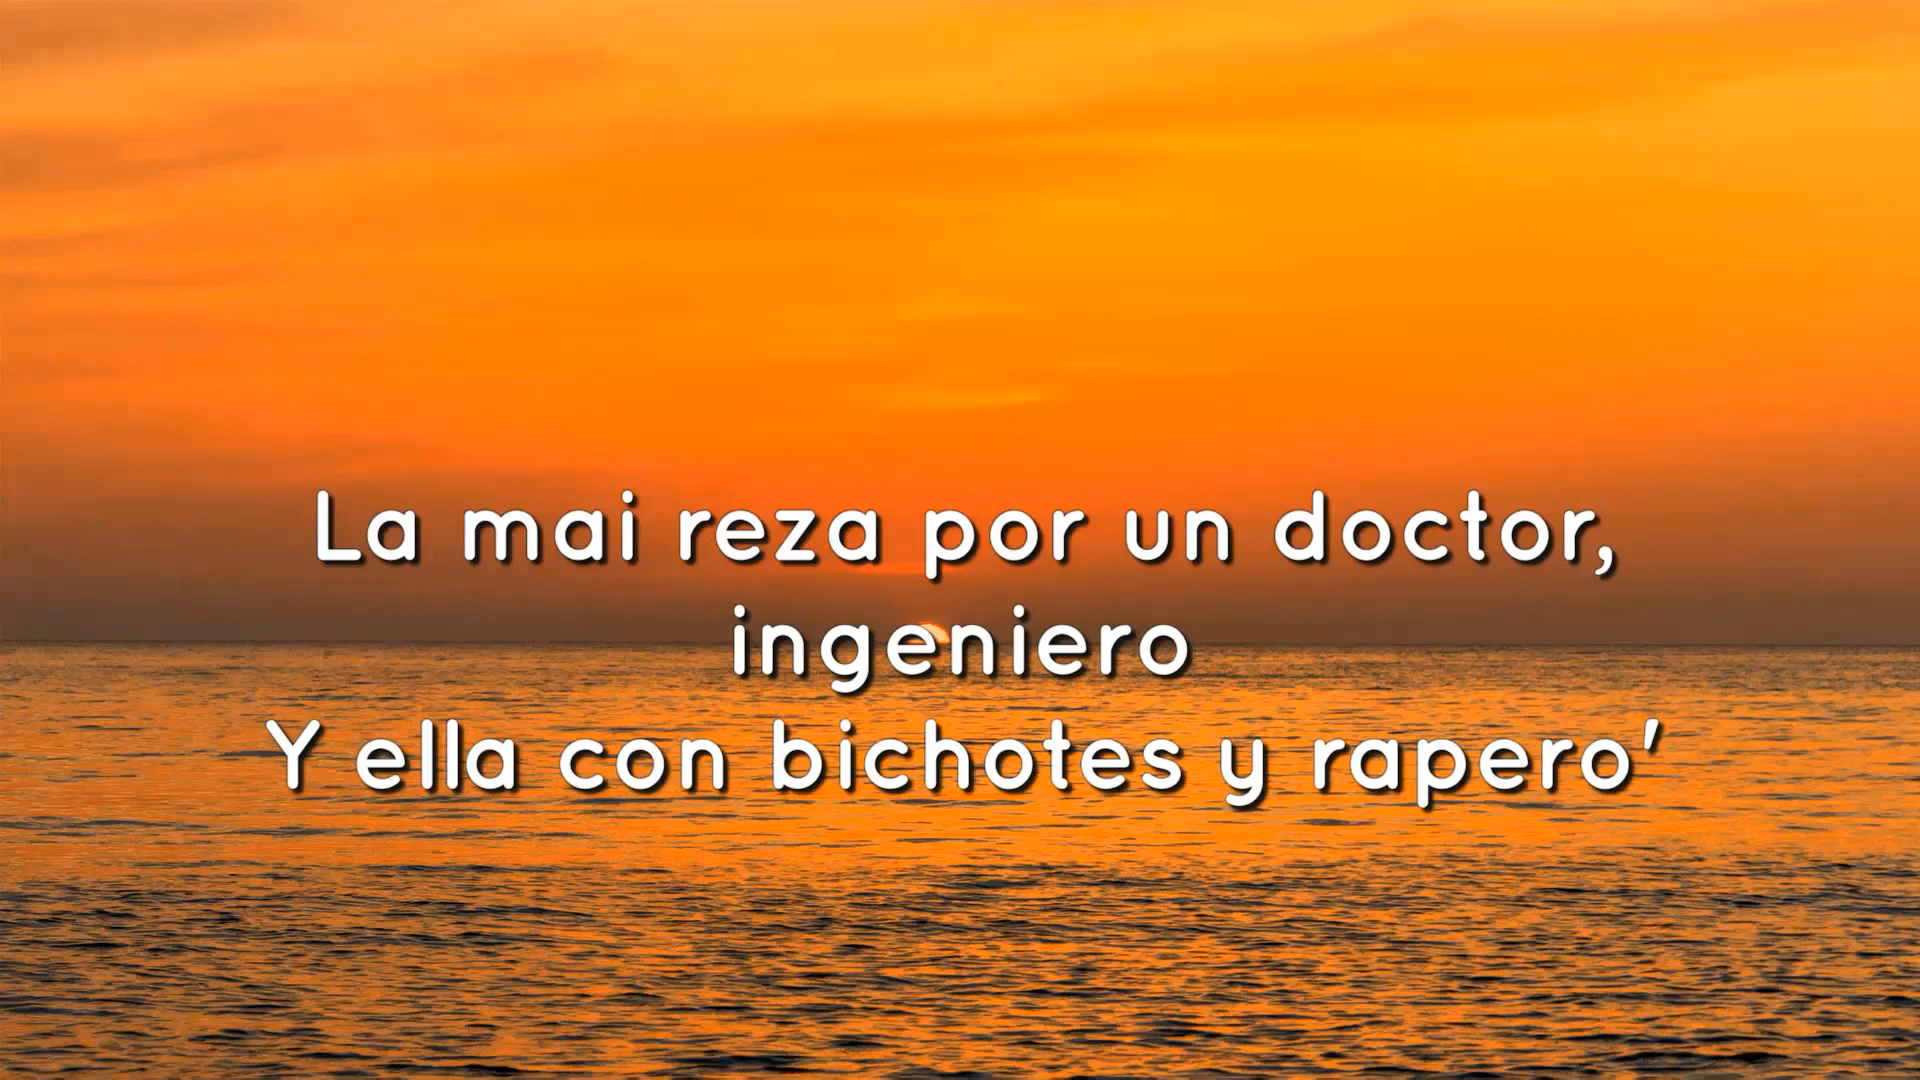 La mai reza por un doctor,
ingeniero
Y ella con bichotes y rapero'